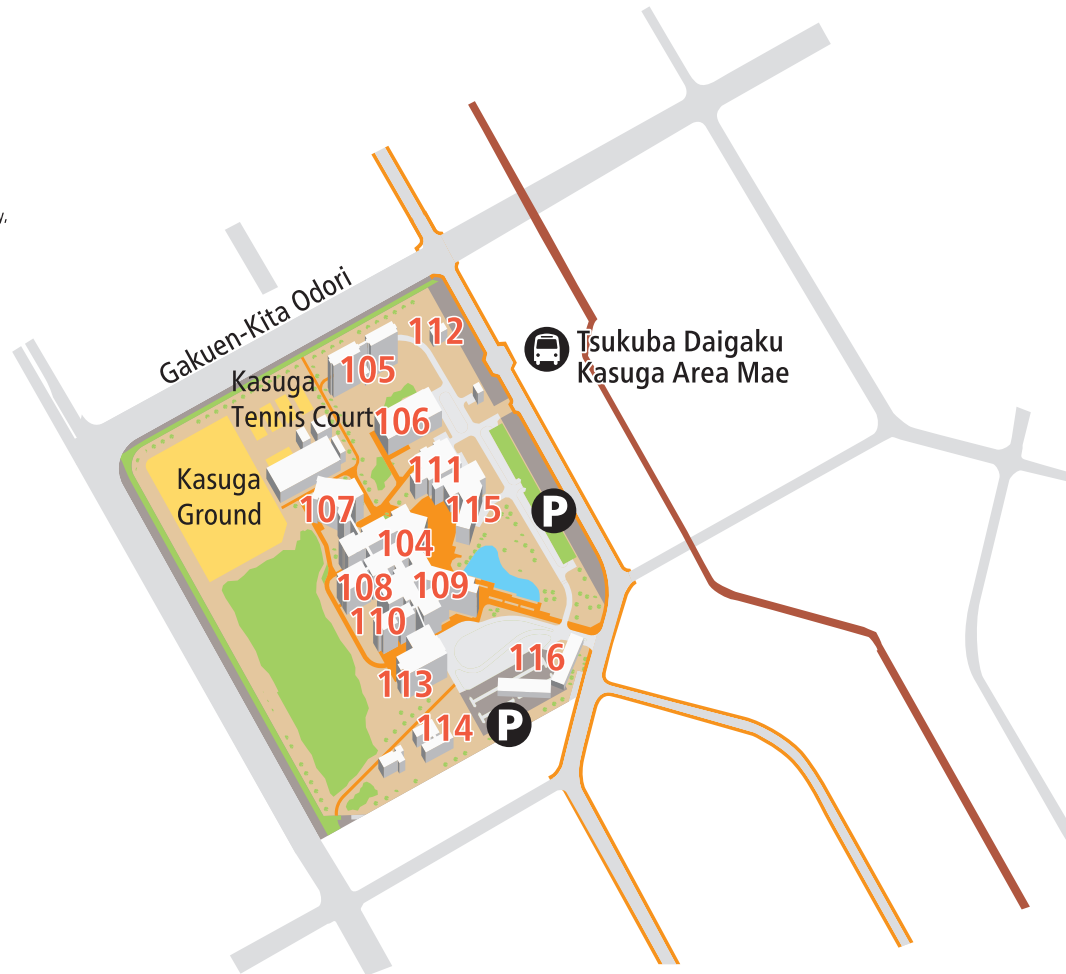 y,
Gakuen-Kita Odori
112
Tsukuba Daigaku
Kasuga Area Mae
105
Kasuga
Tennis Court
106
111
Kasuga
Ground
107
115
P
104
108
109
110
116
113
114
P